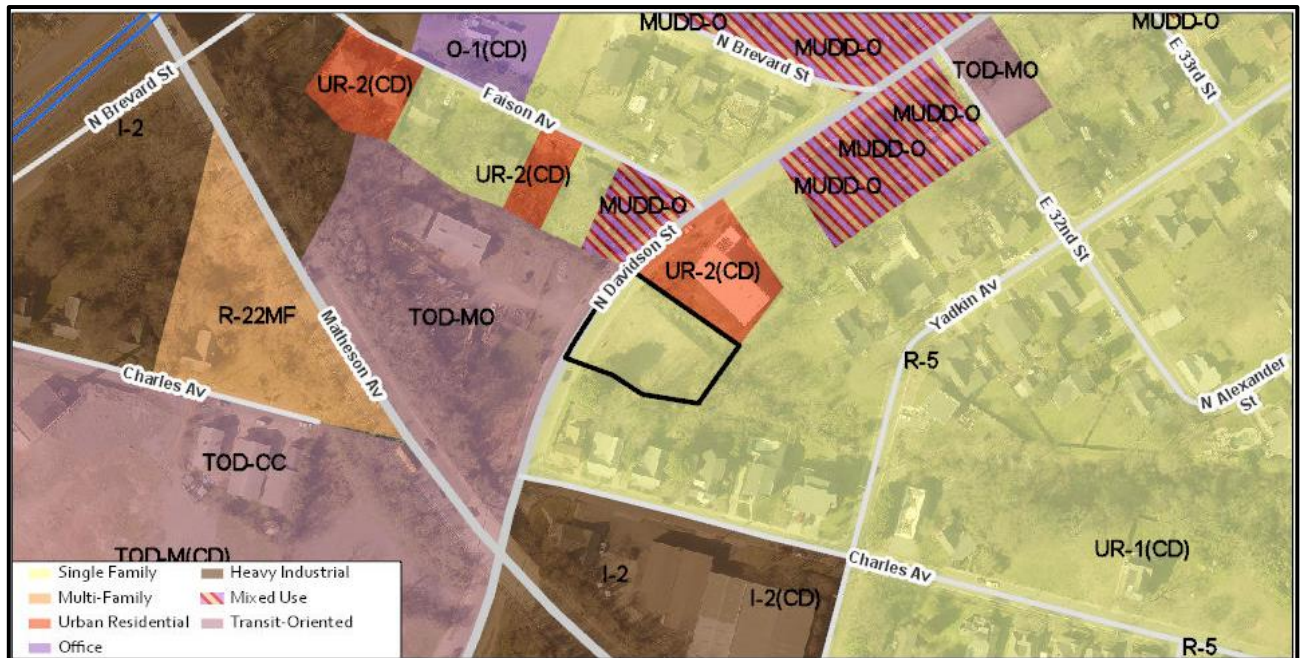 MUDD-O
MUDD-O
N Brevard St
O-1(CD)
MUDD-O
E 33rd St
TOD-MO
UR-2(CD)
N Brevard St
I-2
Faison Av
MUDD-O
MUDD-O
MUDD-O
UR-2(CD)
MUDD-O
E 32nd St
N Davidson St
UR-2(CD)
R-22MF
TOD-MO
Matheson Av
Yadkin Av
R-5
Charles Av
N Alexander
St
TOD-CC
TOD-M(CD)
UR-1(CD)
Charles Av
I-2
I-2(CD)
R-5
Single Family
Heavy Industrial
Multi-Family
Mixed Use
Urban Residential
Transit-Oriented
Office